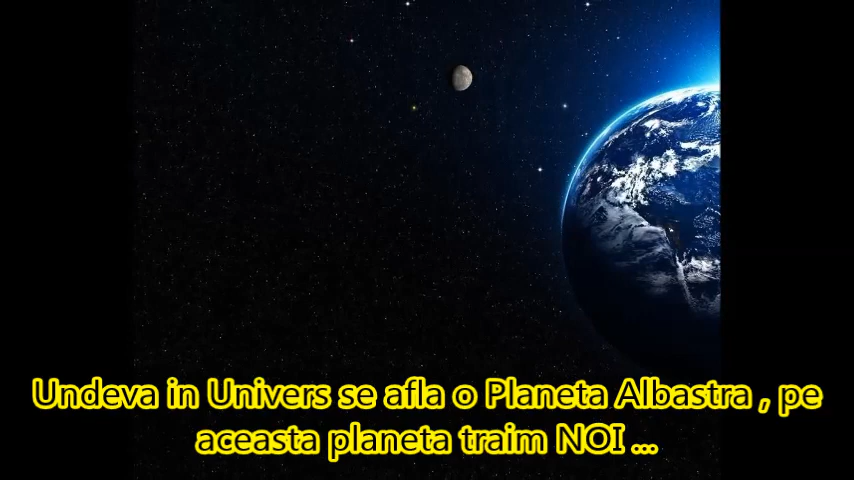 Undeva in Univers se afla o Planeta Albastra , pe
aceasta planeta traim NOI ...